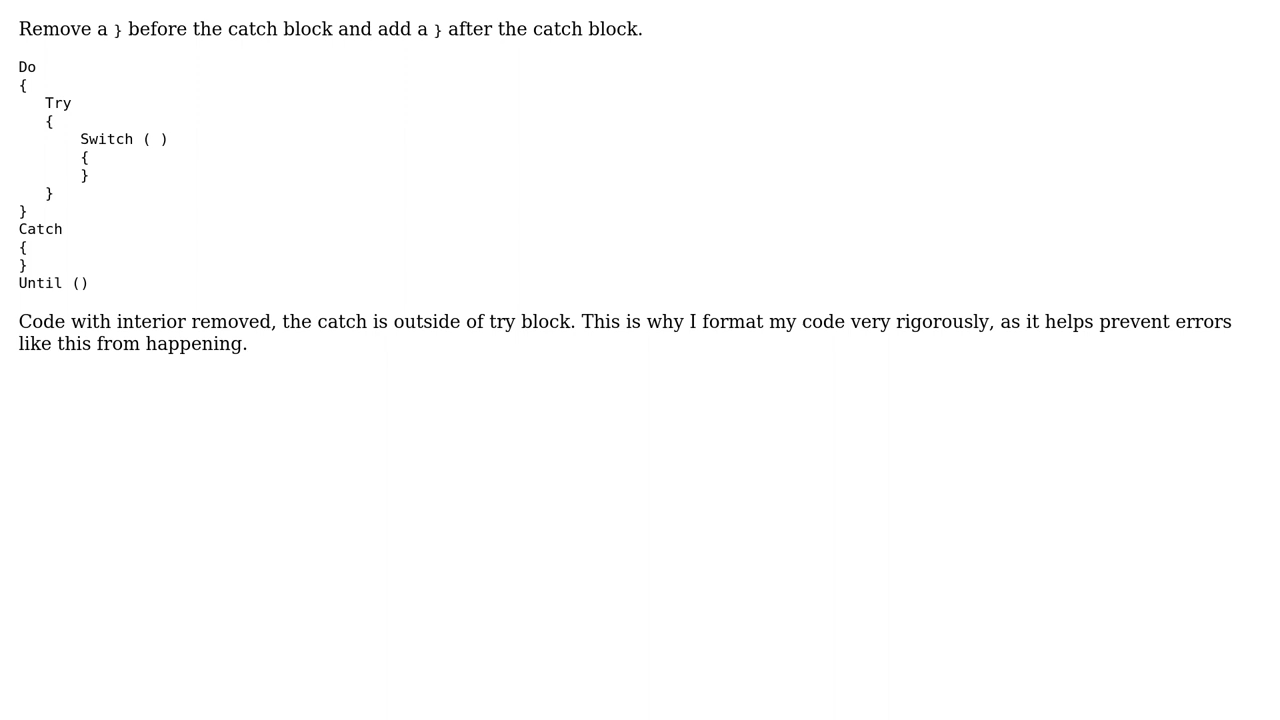 Remove a } before the catch block and add a } after the catch block.
Do
{
   Try
   {
       Switch ( )
       {
       }
   }
}
Catch
{
}
Until ()
Code with interior removed, the catch is outside of try block. This is why I format my code very rigorously, as it helps prevent errors
like this from happening.